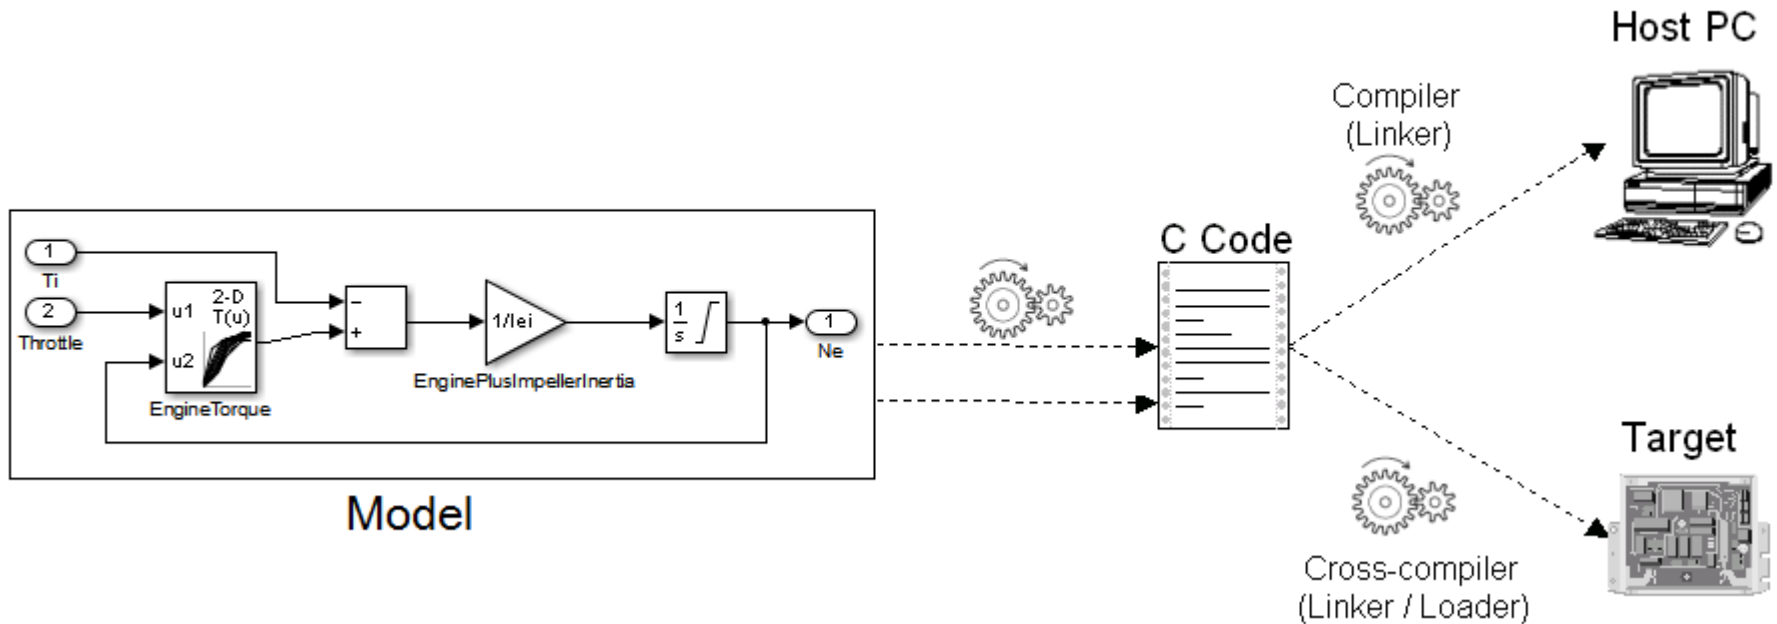 Host PC
Compiler
(Linker)
C Code
1
Ti
2
Throttle
u1
u2
2-D
T(u)
EngineTorque
−
+
1/Iei
EnginePlusImpellerInertia
1
s
1
Ne
Model
Target
Cross-compiler
(Linker / Loader)